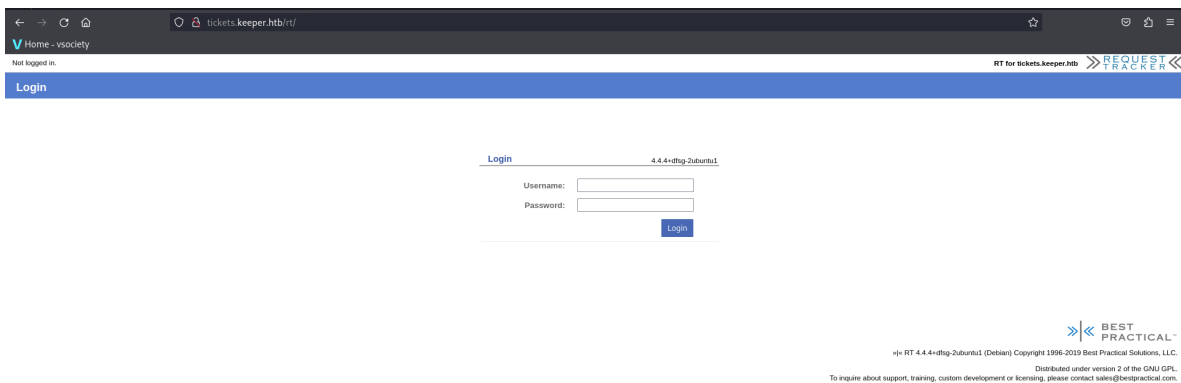 tickets.keeper.htb/rt/
V Home - vsociety
Not logged in.
RT for tickets.keeper.htb
REQUEST
TRACKER
Login
Login
4.4.4+dfsg-2ubuntu1
Username:
Password:
Login
BEST
PRACTICAL™
»|« RT 4.4.4+dfsg-2ubuntu1 (Debian) Copyright 1996-2019 Best Practical Solutions, LLC.
Distributed under version 2 of the GNU GPL.
To inquire about support, training, custom development or licensing, please contact sales@bestpractical.com.